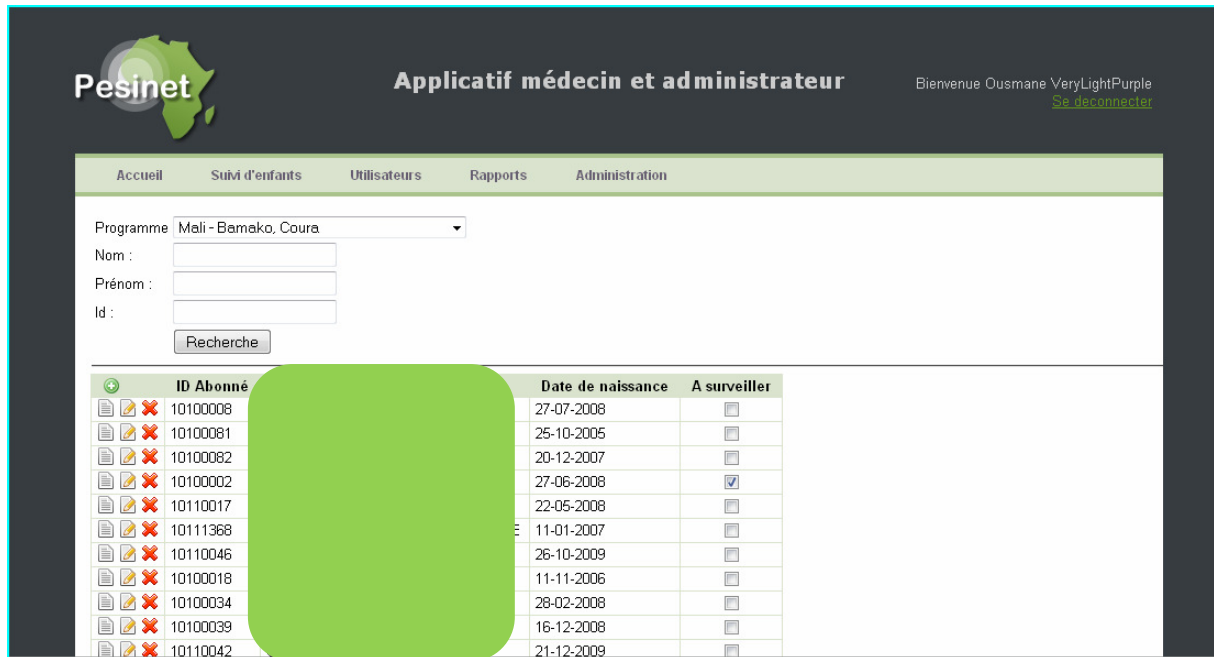 Pesinet
Applicatif médecin et administrateur
Bienvenue Ousmane VeryLightPurple
Se deconnecter
Accueil Suivi d'enfants Utilisateurs Rapports Administration
Programme Mali - Bamako, Coura
Nom :
Prénom :
Id :
Recherche
ID Abonné Date de naissance A surveiller
10100008 27-07-2008
10100081 25-10-2005
10100082 20-12-2007
10100002 27-06-2008
10110017 22-05-2008
10111368 E 11-01-2007
10110046 26-10-2009
10100018 11-11-2006
10100034 28-02-2008
10100039 16-12-2008
10110042 21-12-2009